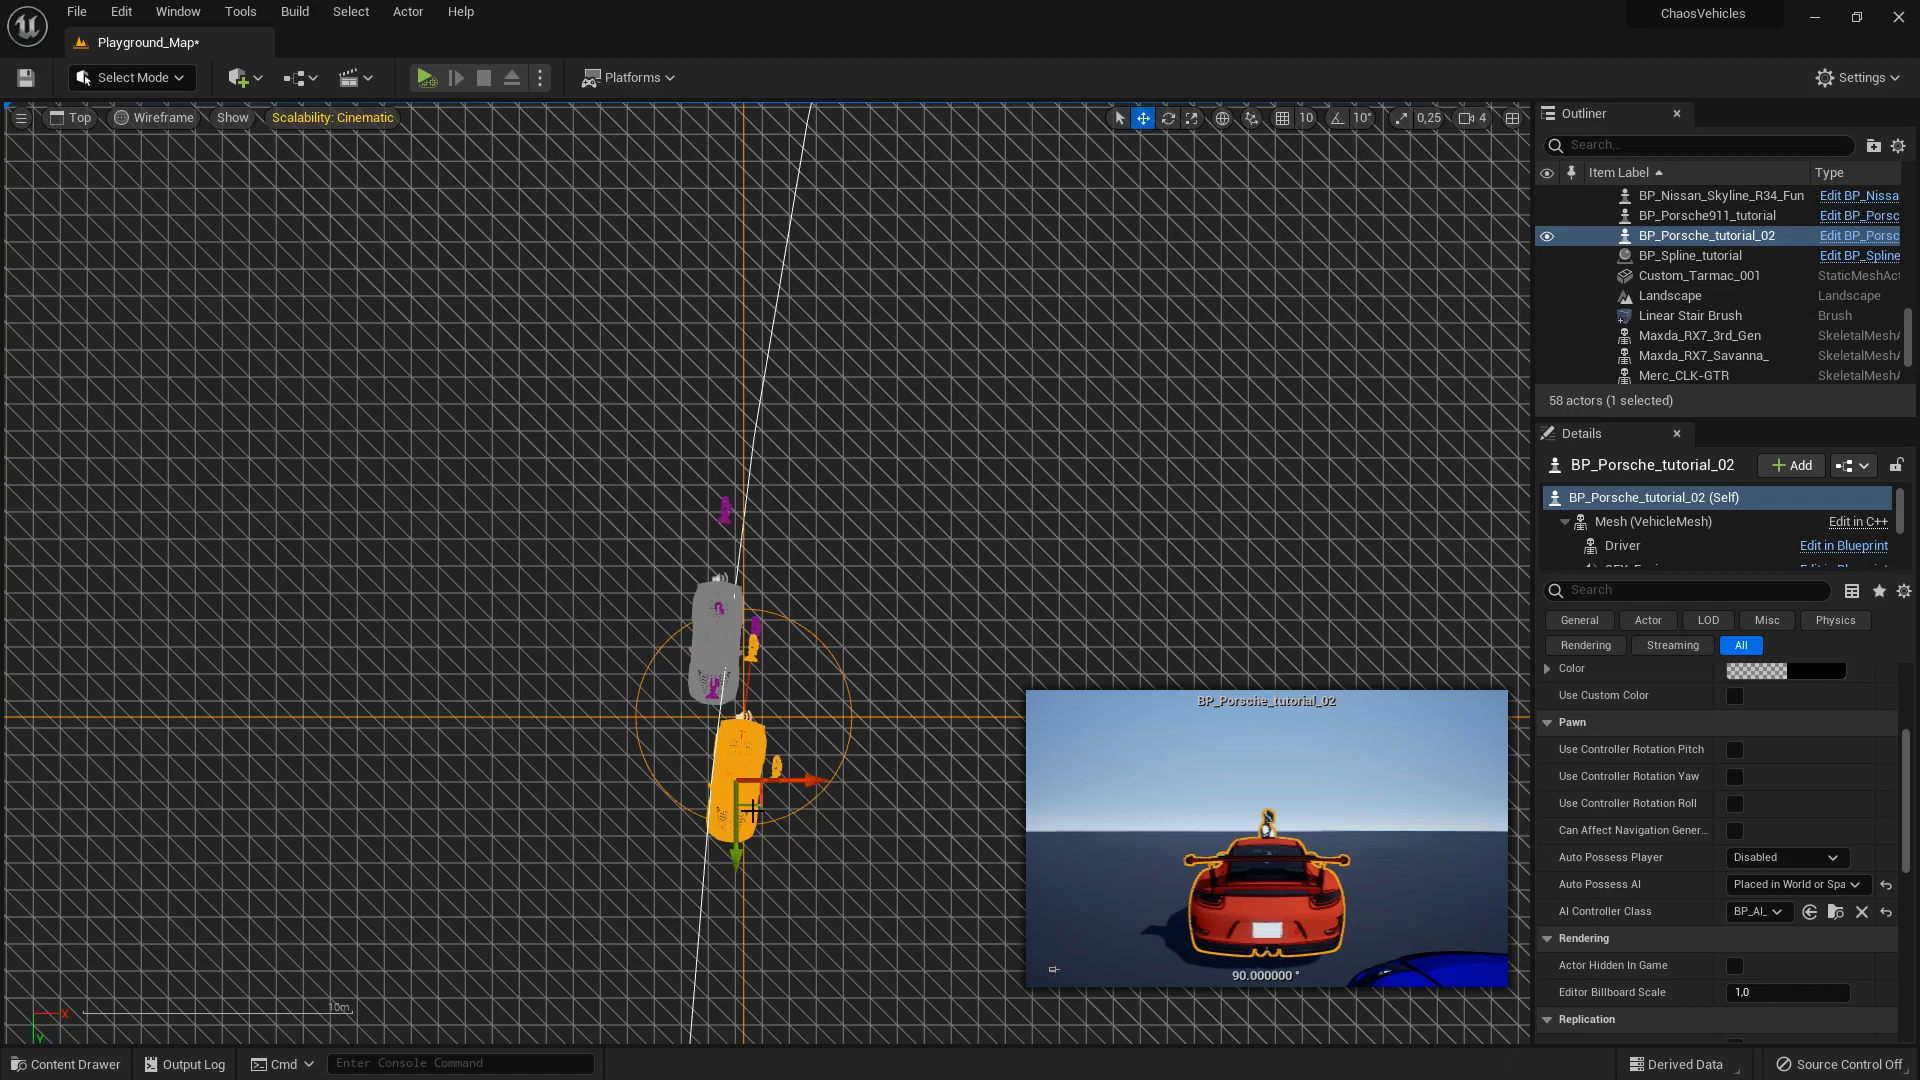 File Edit Window Tools Build Select Actor Help
ChaosVehicles
Playground_Map*
Select Mode
Platforms
Settings
Top Wireframe Show Scalability: Cinematic
10 10° 0,25 4
Outliner
Search...
Item Label Type
BP_Nissan_Skyline_R34_Fun Edit BP_Nissa
BP_Porsche911_tutorial Edit BP_Porsc
BP_Porsche_tutorial_02 Edit BP_Porsc
BP_Spline_tutorial Edit BP_Spline
Custom_Tarmac_001 StaticMeshAct
Landscape Landscape
Linear Stair Brush Brush
Maxda_RX7_3rd_Gen SkeletalMeshA
Maxda_RX7_Savanna_ SkeletalMeshA
Merc_CLK-GTR SkeletalMeshA
58 actors (1 selected)
Details
BP_Porsche_tutorial_02 Add
BP_Porsche_tutorial_02 (Self)
Mesh (VehicleMesh) Edit in C++
Driver Edit in Blueprint
Search
General Actor LOD Misc Physics
Rendering Streaming All
Color
Use Custom Color
Pawn
Use Controller Rotation Pitch
Use Controller Rotation Yaw
Use Controller Rotation Roll
Can Affect Navigation Gener...
Auto Possess Player Disabled
Auto Possess AI Placed in World or Spa
AI Controller Class BP_AI_
Rendering
Actor Hidden In Game
Editor Billboard Scale 1,0
Replication
BP_Porsche_tutorial_02
90.000000 °
10m
X
Y
Content Drawer Output Log Cmd Enter Console Command Derived Data Source Control Off